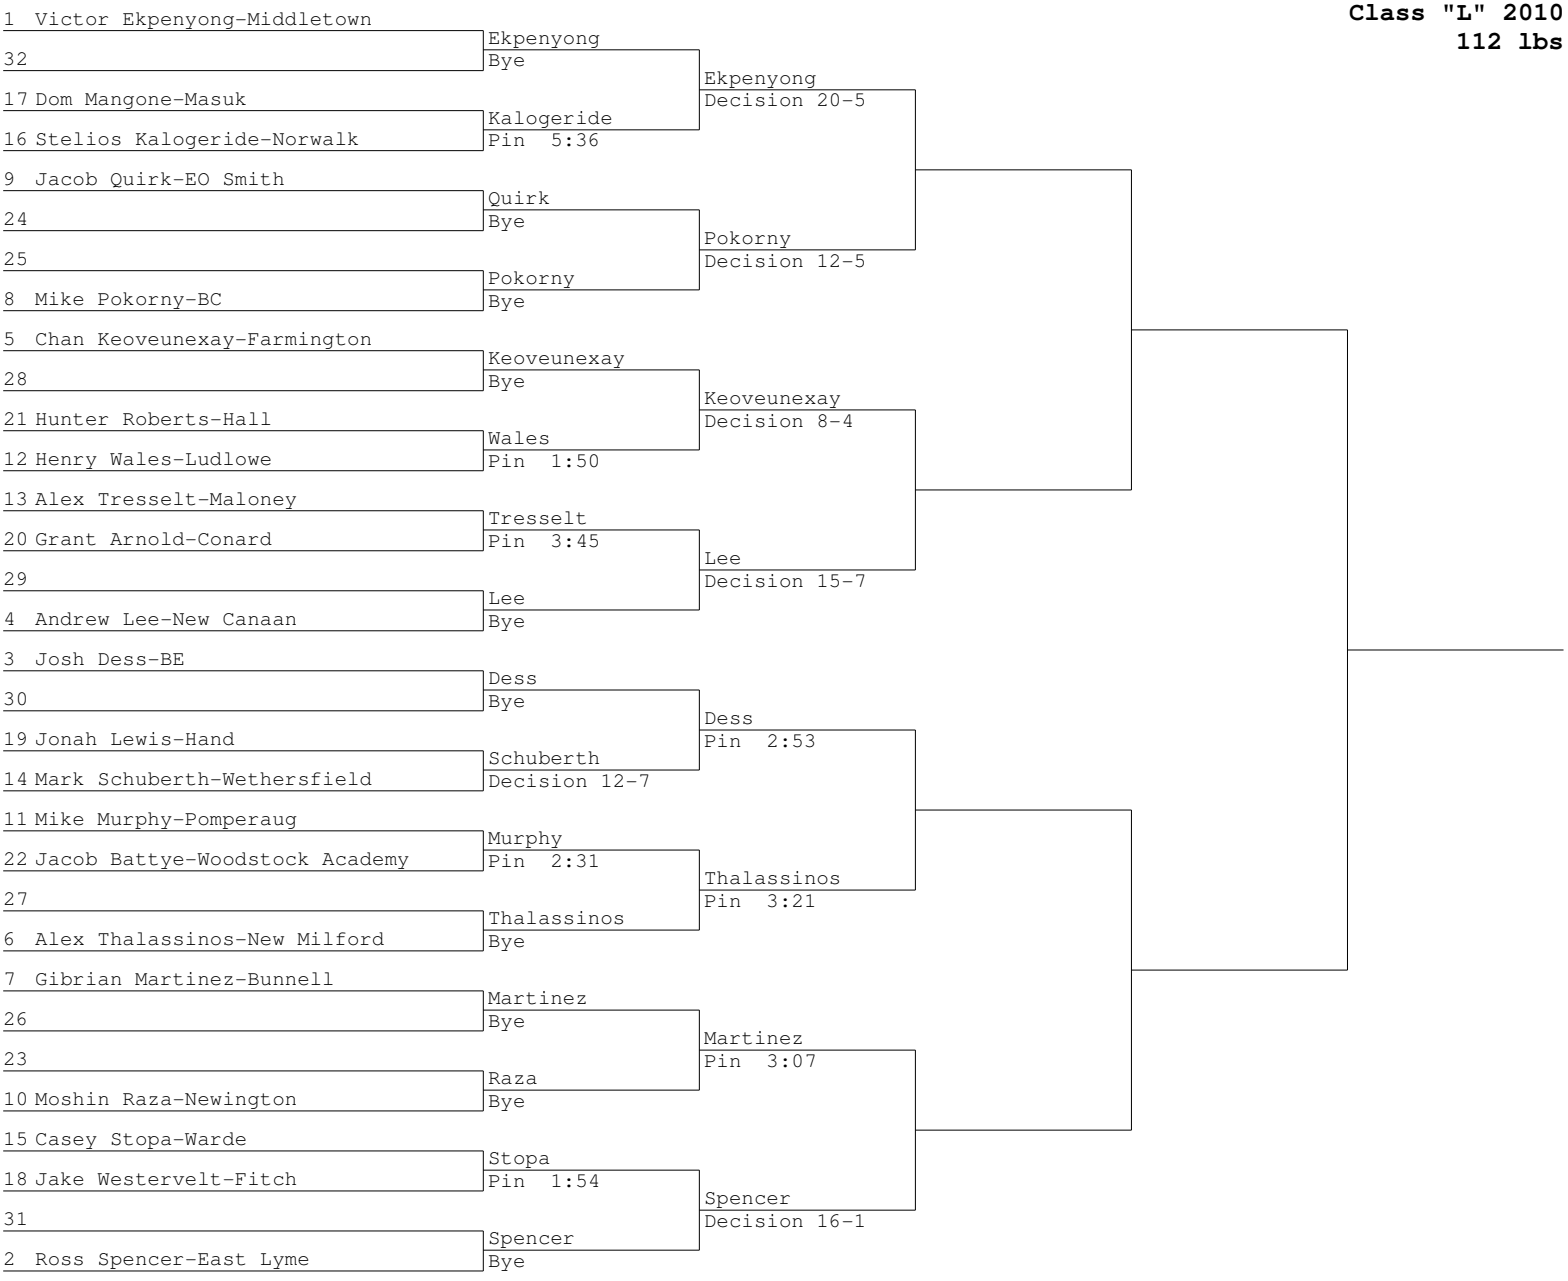 Class "L" 2010
112 lbs
1 Victor Ekpenyong-Middletown
32
17 Dom Mangone-Masuk
16 Stelios Kalogeride-Norwalk
9 Jacob Quirk-EO Smith
24
25
8 Mike Pokorny-BC
5 Chan Keoveunexay-Farmington
28
21 Hunter Roberts-Hall
12 Henry Wales-Ludlowe
13 Alex Tresselt-Maloney
20 Grant Arnold-Conard
29
4 Andrew Lee-New Canaan
3 Josh Dess-BE
30
19 Jonah Lewis-Hand
14 Mark Schuberth-Wethersfield
11 Mike Murphy-Pomperaug
22 Jacob Battye-Woodstock Academy
27
6 Alex Thalassinos-New Milford
7 Gibrian Martinez-Bunnell
26
23
10 Moshin Raza-Newington
15 Casey Stopa-Warde
18 Jake Westervelt-Fitch
31
2 Ross Spencer-East Lyme
Ekpenyong
Bye
Kalogeride
Pin 5:36
Quirk
Bye
Pokorny
Bye
Keoveunexay
Bye
Wales
Pin 1:50
Tresselt
Pin 3:45
Lee
Bye
Dess
Bye
Schuberth
Decision 12-7
Murphy
Pin 2:31
Thalassinos
Bye
Martinez
Bye
Raza
Bye
Stopa
Pin 1:54
Spencer
Bye
Ekpenyong
Decision 20-5
Pokorny
Decision 12-5
Keoveunexay
Decision 8-4
Lee
Decision 15-7
Dess
Pin 2:53
Thalassinos
Pin 3:21
Martinez
Pin 3:07
Spencer
Decision 16-1